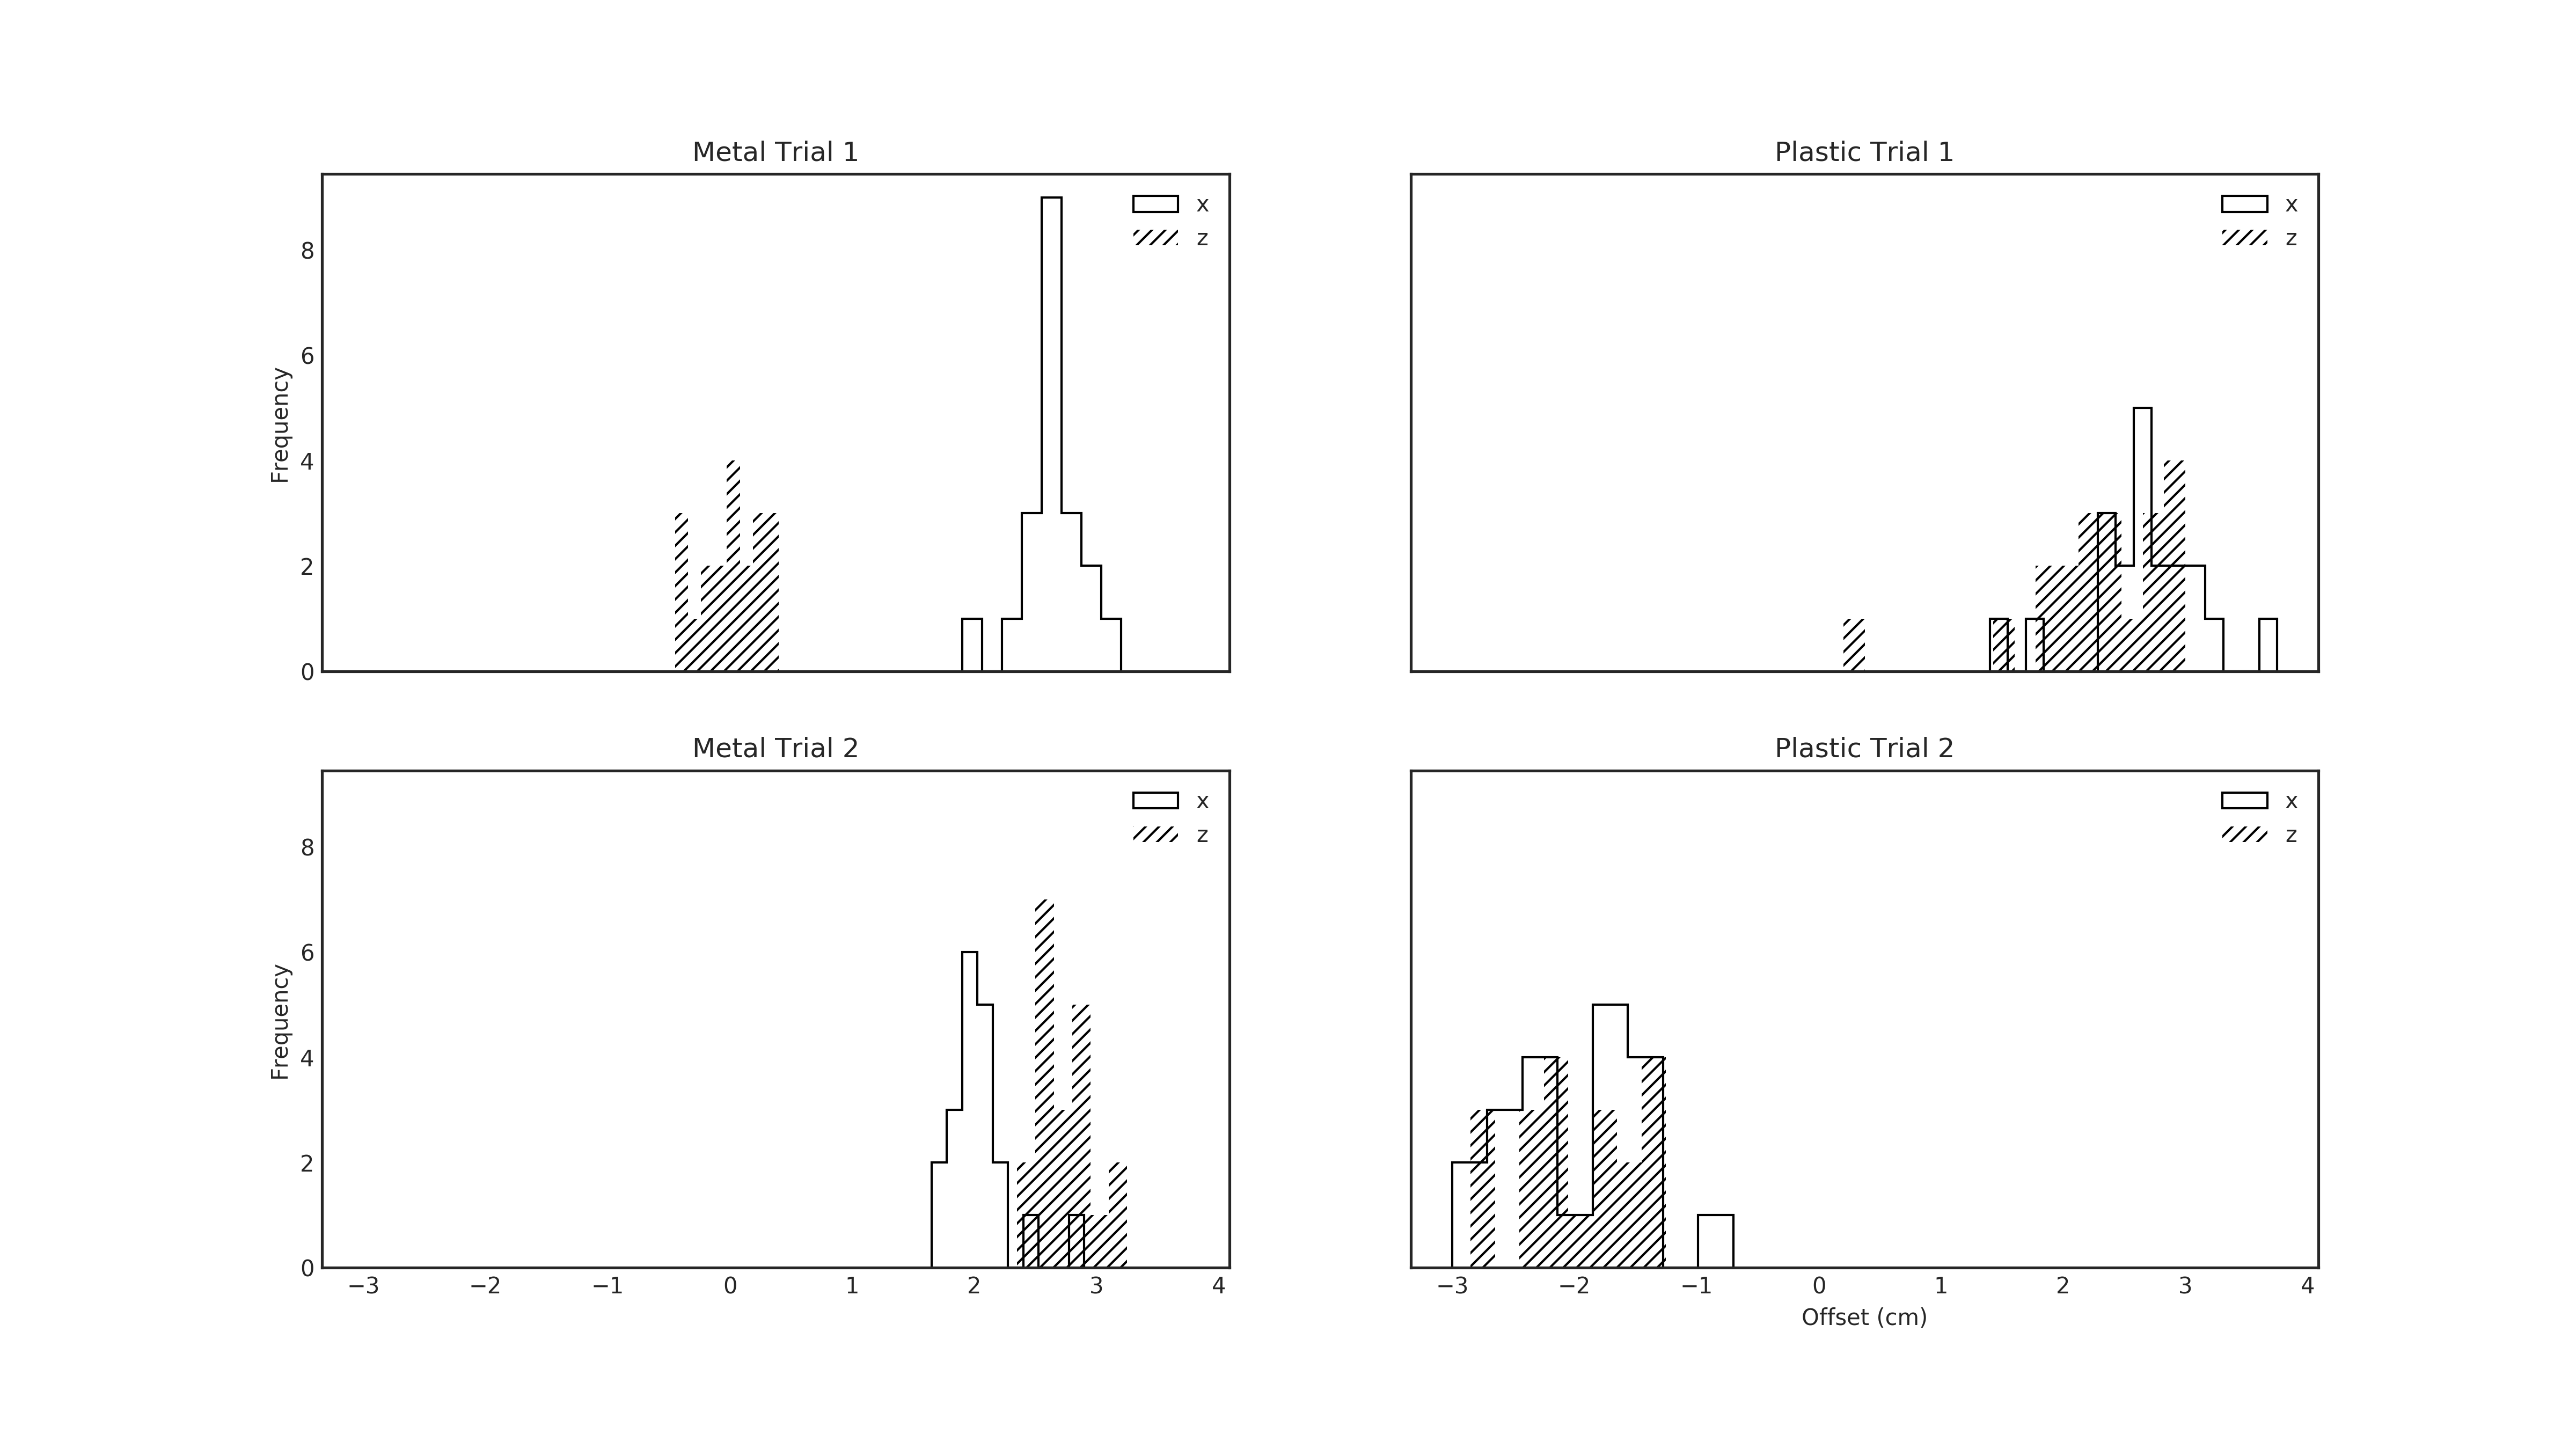 Metal Trial 1
x
z
8
6
4
2
0
Frequency
Plastic Trial 1
x
z
Metal Trial 2
x
z
8
6
4
2
0
Frequency
−3 −2 −1 0 1 2 3 4
Plastic Trial 2
x
z
−3 −2 −1 0 1 2 3 4
Offset (cm)